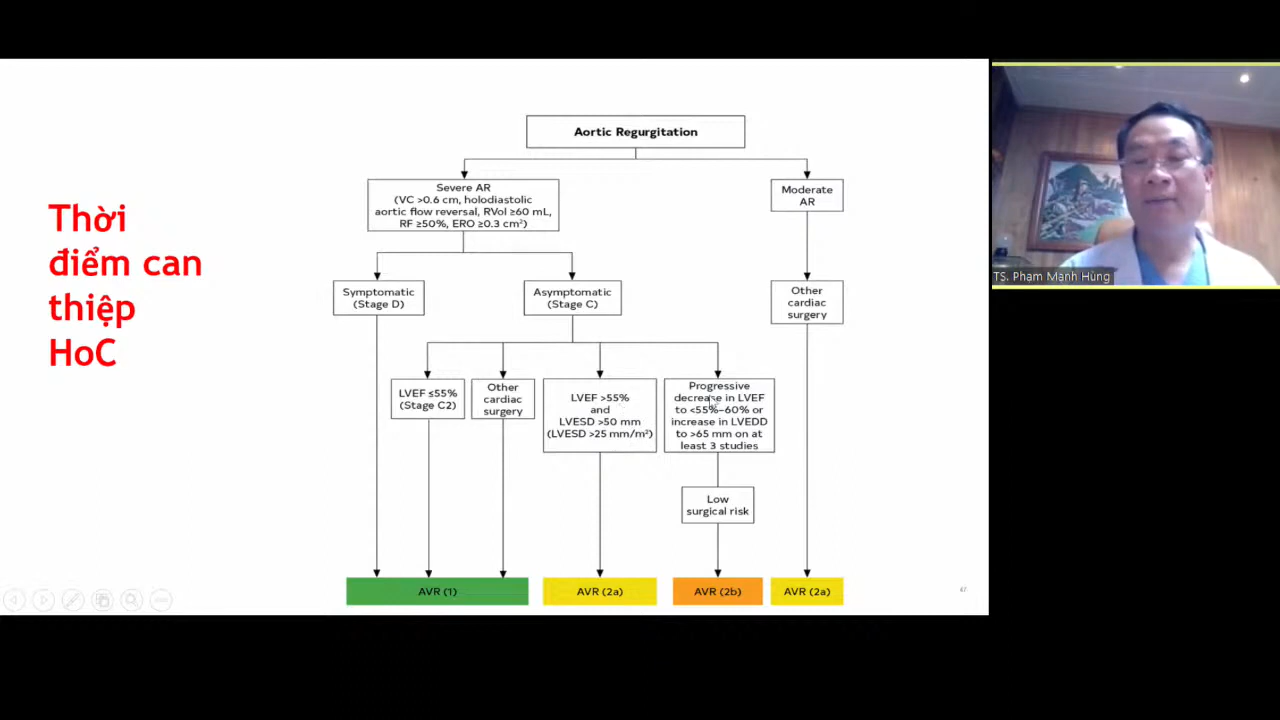 Thời
điểm can
thiệp
HoC
Aortic Regurgitation
Severe AR
(VC >0.6 cm, holodiastolic
aortic flow reversal, RVol ≥60 mL,
RF ≥50%, ERO ≥0.3 cm²)
Moderate
AR
Symptomatic
(Stage D)
Asymptomatic
(Stage C)
Other
cardiac
surgery
LVEF ≤55%
(Stage C2)
Other
cardiac
surgery
LVEF >55%
and
LVESD >50 mm
(LVESD >25 mm/m²)
Progressive
decrease in LVEF
to <55%–60% or
increase in LVEDD
to >65 mm on at
least 3 studies
Low
surgical risk
AVR (1)
AVR (2a)
AVR (2b)
AVR (2a)
47
TS. Phạm Mạnh Hùng